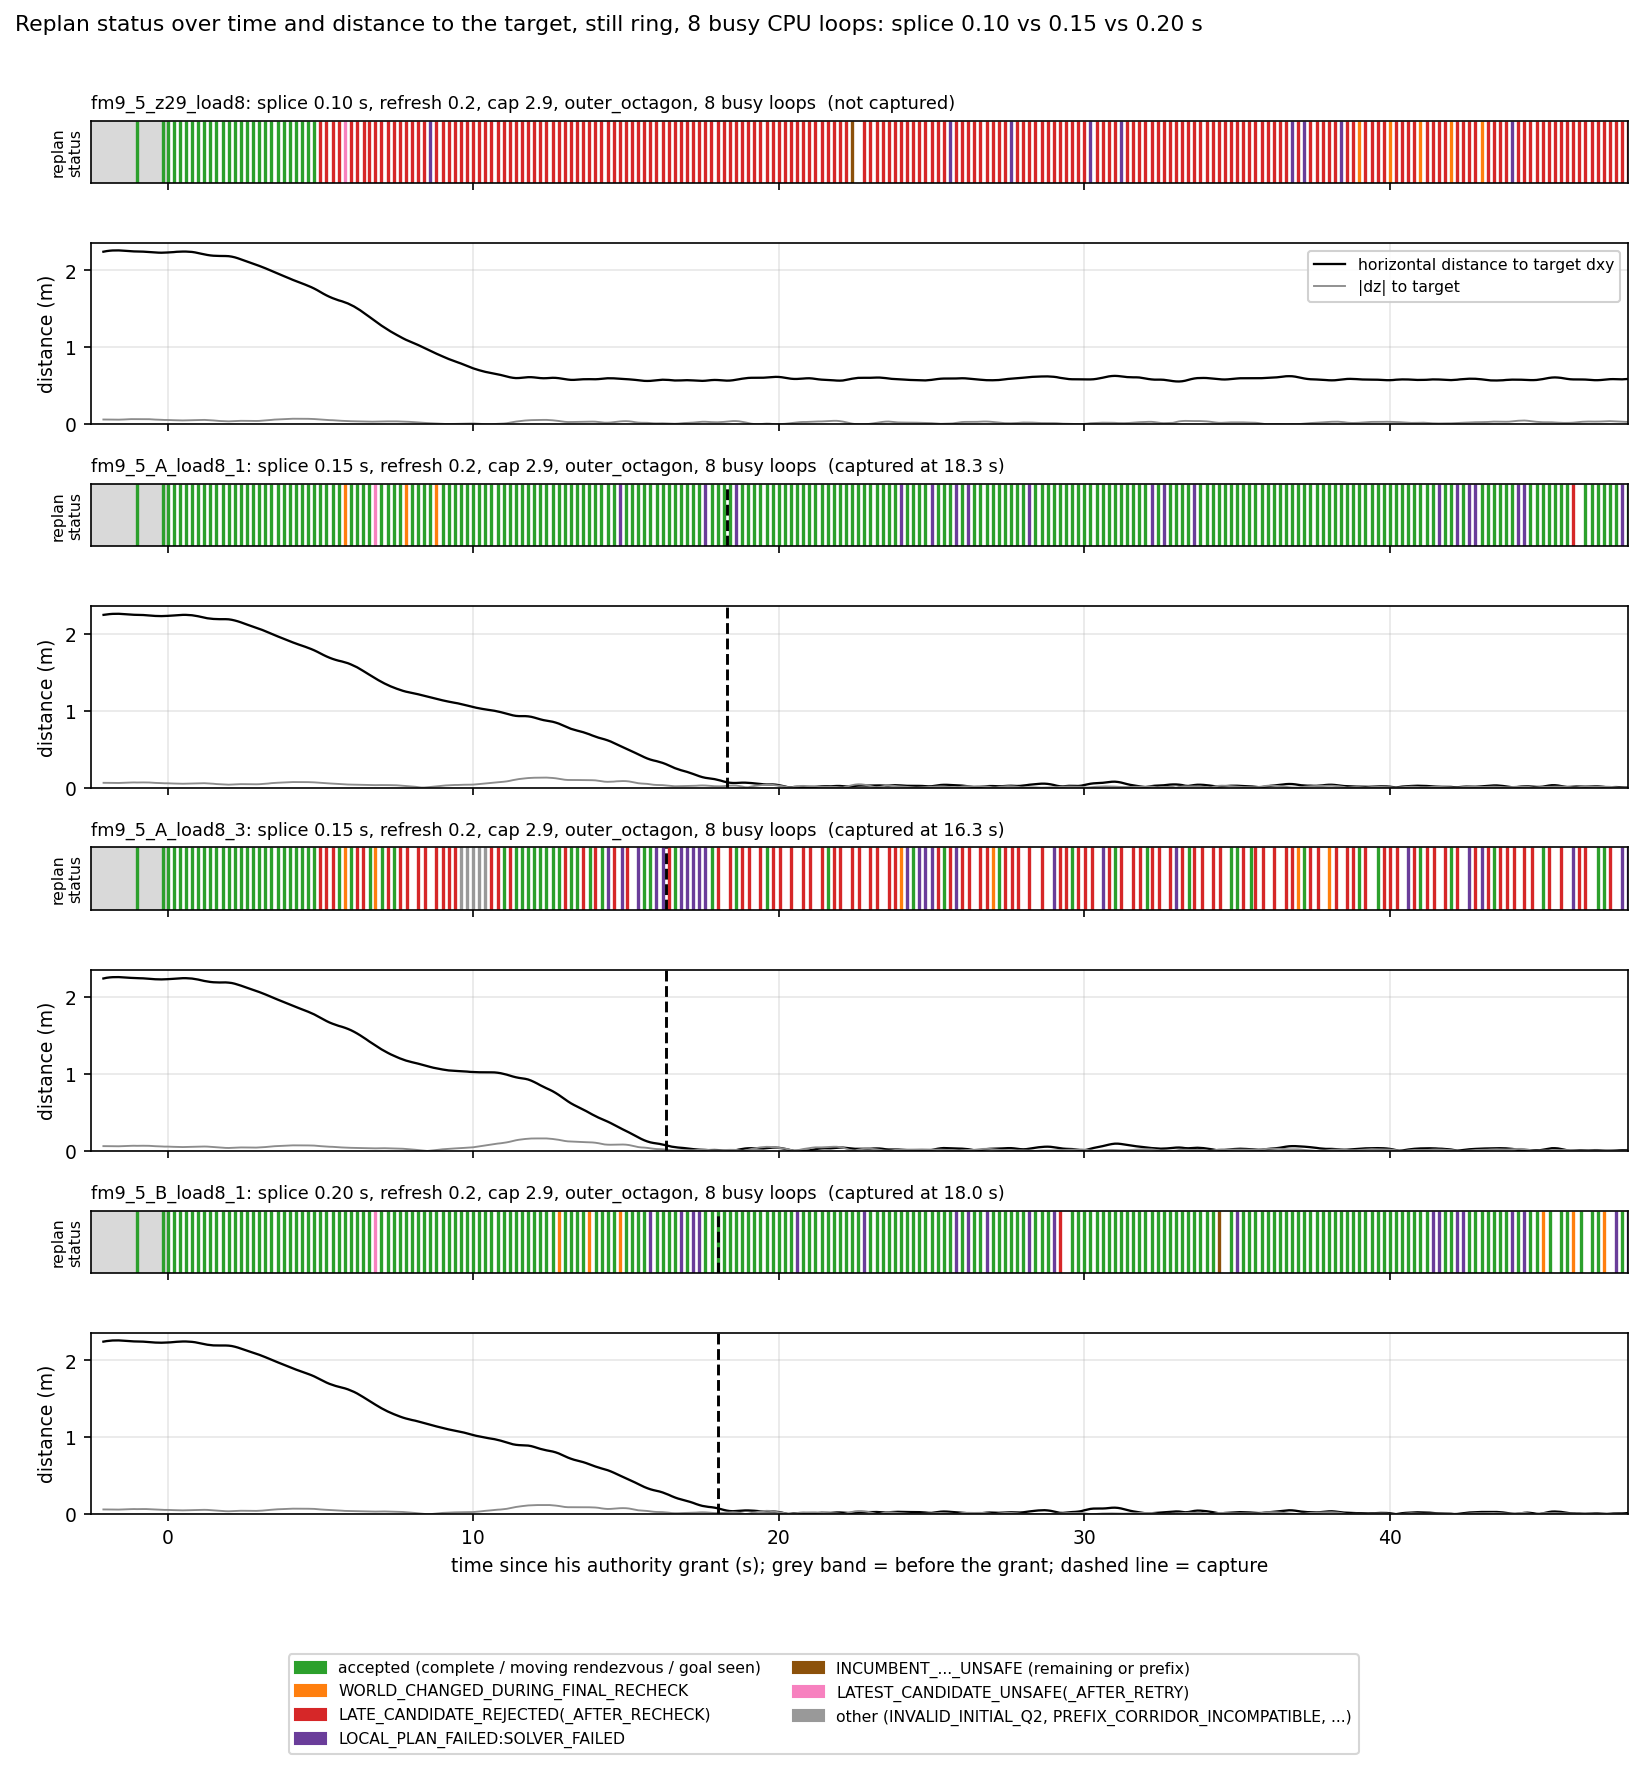 Replan status over time and distance to the target, still ring, 8 busy CPU loops: splice 0.10 vs 0.15 vs 0.20 s
fm9_5_z29_load8: splice 0.10 s, refresh 0.2, cap 2.9, outer_octagon, 8 busy loops  (not captured)
replan
status
distance (m)
2
1
0
horizontal distance to target dxy
|dz| to target
fm9_5_A_load8_1: splice 0.15 s, refresh 0.2, cap 2.9, outer_octagon, 8 busy loops  (captured at 18.3 s)
replan
status
distance (m)
2
1
0
fm9_5_A_load8_3: splice 0.15 s, refresh 0.2, cap 2.9, outer_octagon, 8 busy loops  (captured at 16.3 s)
replan
status
distance (m)
2
1
0
fm9_5_B_load8_1: splice 0.20 s, refresh 0.2, cap 2.9, outer_octagon, 8 busy loops  (captured at 18.0 s)
replan
status
distance (m)
2
1
0
0 10 20 30 40
time since his authority grant (s); grey band = before the grant; dashed line = capture
accepted (complete / moving rendezvous / goal seen)
WORLD_CHANGED_DURING_FINAL_RECHECK
LATE_CANDIDATE_REJECTED(_AFTER_RECHECK)
LOCAL_PLAN_FAILED:SOLVER_FAILED
INCUMBENT_..._UNSAFE (remaining or prefix)
LATEST_CANDIDATE_UNSAFE(_AFTER_RETRY)
other (INVALID_INITIAL_Q2, PREFIX_CORRIDOR_INCOMPATIBLE, ...)